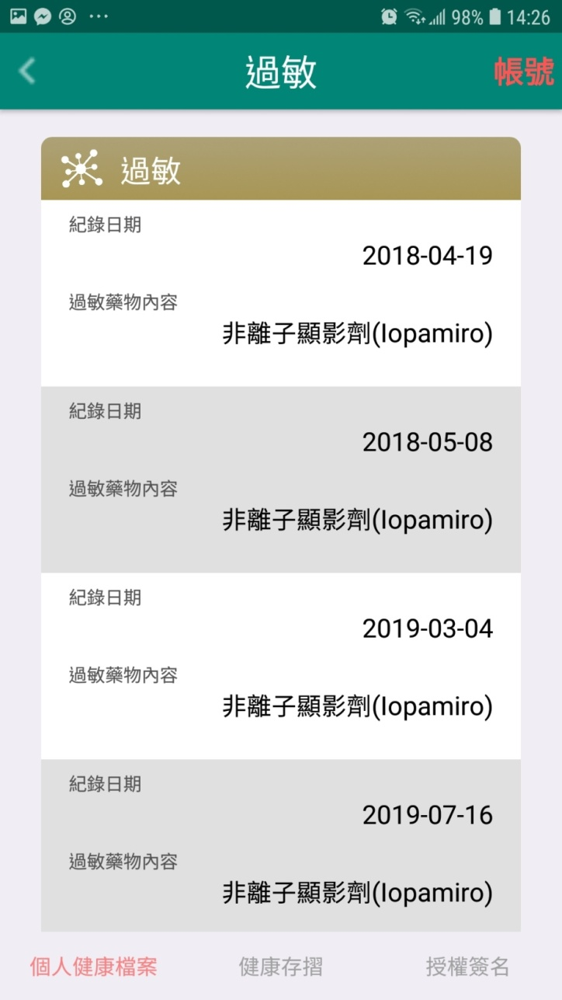 98% 14:26
過敏 帳號
過敏
紀錄日期
2018-04-19
過敏藥物內容
非離子顯影劑(Iopamiro)
紀錄日期
2018-05-08
過敏藥物內容
非離子顯影劑(Iopamiro)
紀錄日期
2019-03-04
過敏藥物內容
非離子顯影劑(Iopamiro)
紀錄日期
2019-07-16
過敏藥物內容
非離子顯影劑(Iopamiro)
個人健康檔案 健康存摺 授權簽名